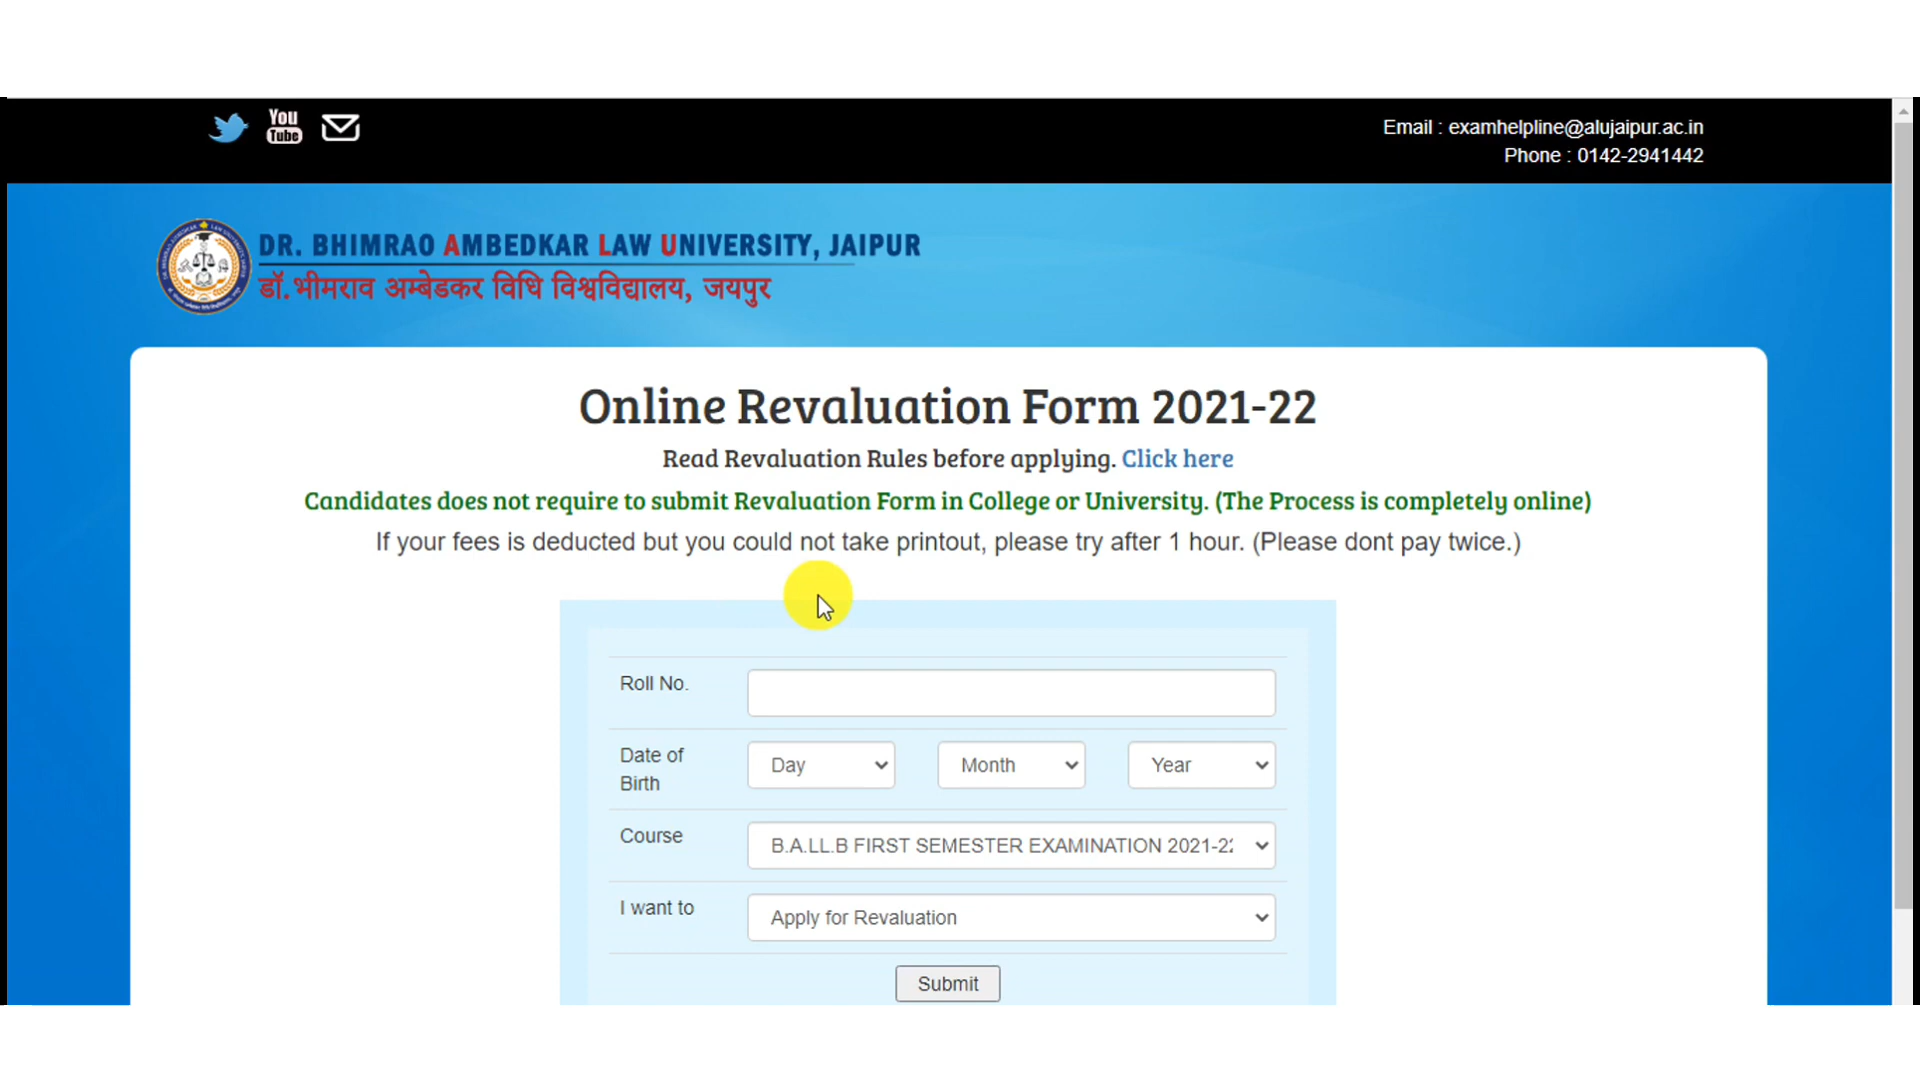 You
Tube
Email : examhelpline@alujaipur.ac.in
Phone : 0142-2941442
DR. BHIMRAO AMBEDKAR LAW UNIVERSITY, JAIPUR
डॉ.भीमराव अम्बेडकर विधि विश्वविद्यालय, जयपुर
Online Revaluation Form 2021-22
Read Revaluation Rules before applying. Click here
Candidates does not require to submit Revaluation Form in College or University. (The Process is completely online)
If your fees is deducted but you could not take printout, please try after 1 hour. (Please dont pay twice.)
Roll No.
Date of
Birth
Day
Month
Year
Course
B.A.LL.B FIRST SEMESTER EXAMINATION 2021-22
I want to
Apply for Revaluation
Submit